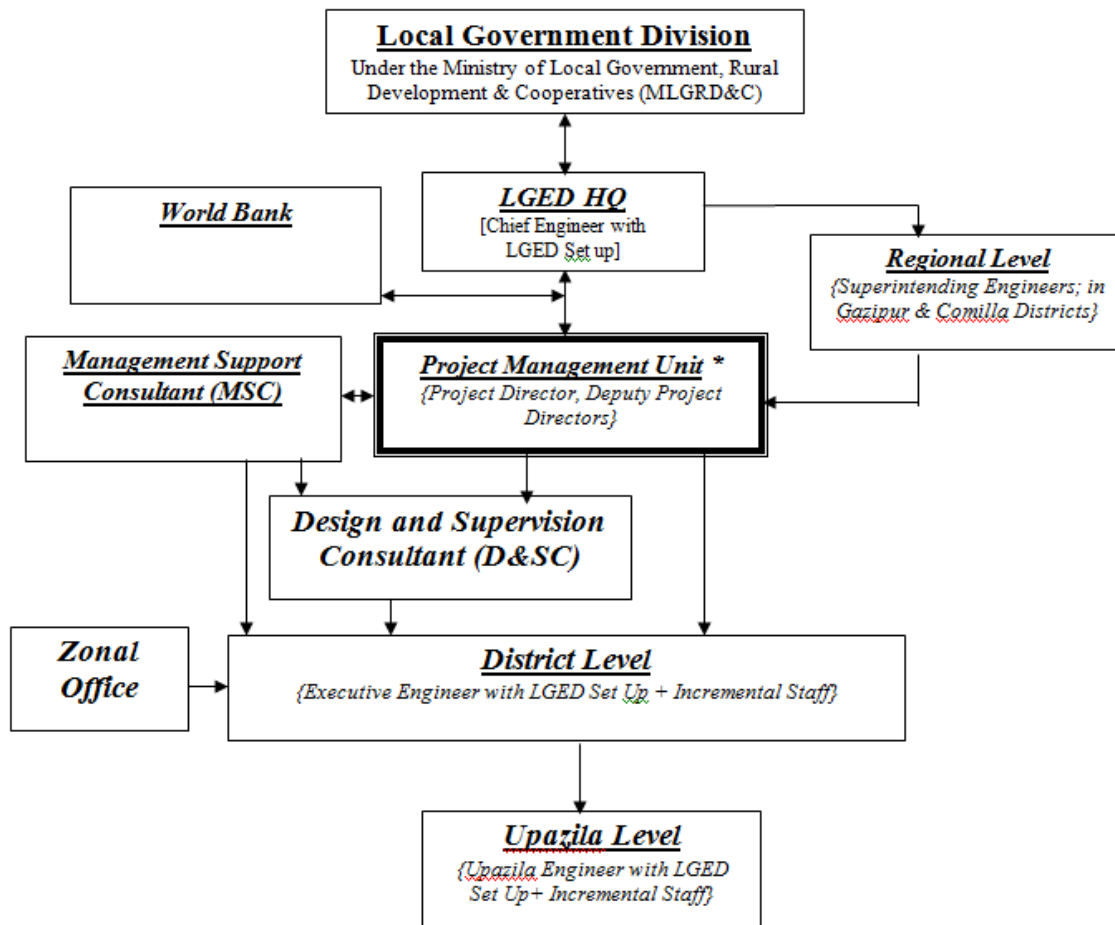 Local Government Division
Under the Ministry of Local Government, Rural
Development & Cooperatives (MLGRD&C)
World Bank
LGED HQ
[Chief Engineer with
LGED Set up]
Regional Level
{Superintending Engineers; in
Gazipur & Comilla Districts}
Management Support
Consultant (MSC)
Project Management Unit *
{Project Director, Deputy Project
Directors}
Design and Supervision
Consultant (D&SC)
Zonal
Office
District Level
{Executive Engineer with LGED Set Up + Incremental Staff}
Upazila Level
{Upazila Engineer with LGED
Set Up+ Incremental Staff}